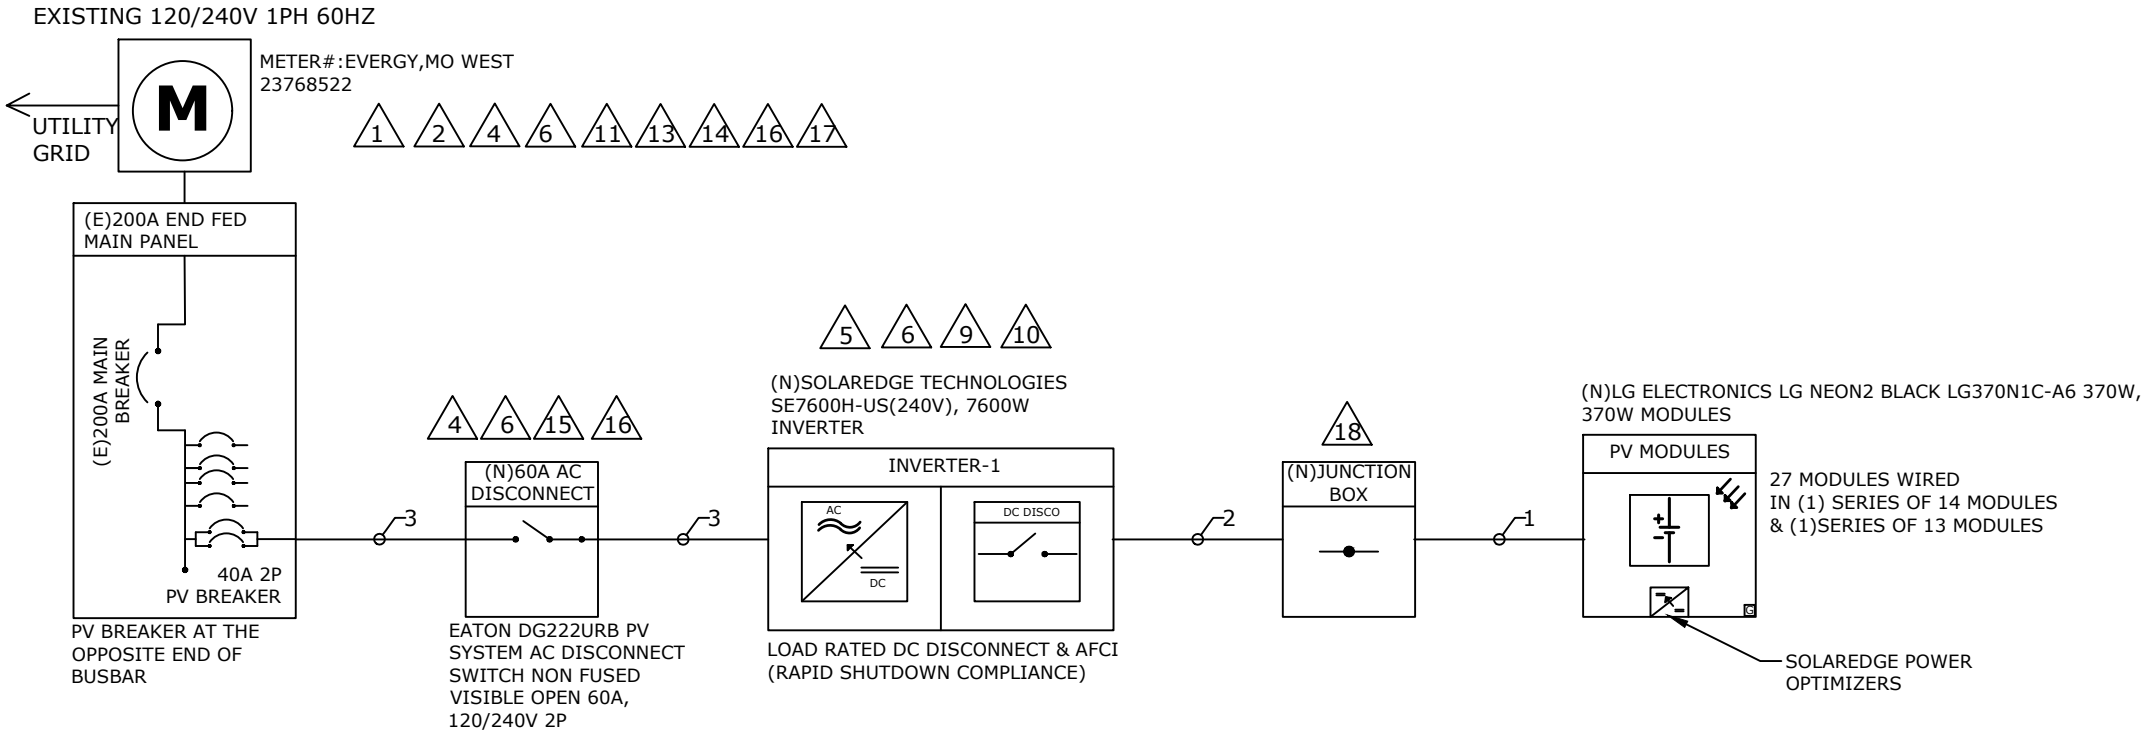 EXISTING 120/240V 1PH 60HZ
M
METER#:EVERGY,MO WEST
23768522
UTILITY
GRID
1 2 4 6 11 13 14 16 17
(E)200A END FED
MAIN PANEL
(E)200A MAIN
BREAKER
40A 2P
PV BREAKER
PV BREAKER AT THE
OPPOSITE END OF
BUSBAR
3
4 6 15 16
(N)60A AC
DISCONNECT
EATON DG222URB PV
SYSTEM AC DISCONNECT
SWITCH NON FUSED
VISIBLE OPEN 60A,
120/240V 2P
3
5 6 9 10
(N)SOLAREDGE TECHNOLOGIES
SE7600H-US(240V), 7600W
INVERTER
INVERTER-1
AC
DC
DC DISCO
LOAD RATED DC DISCONNECT & AFCI
(RAPID SHUTDOWN COMPLIANCE)
2
18
(N)JUNCTION
BOX
1
(N)LG ELECTRONICS LG NEON2 BLACK LG370N1C-A6 370W,
370W MODULES
PV MODULES
27 MODULES WIRED
IN (1) SERIES OF 14 MODULES
& (1)SERIES OF 13 MODULES
G
SOLAREDGE POWER
OPTIMIZERS